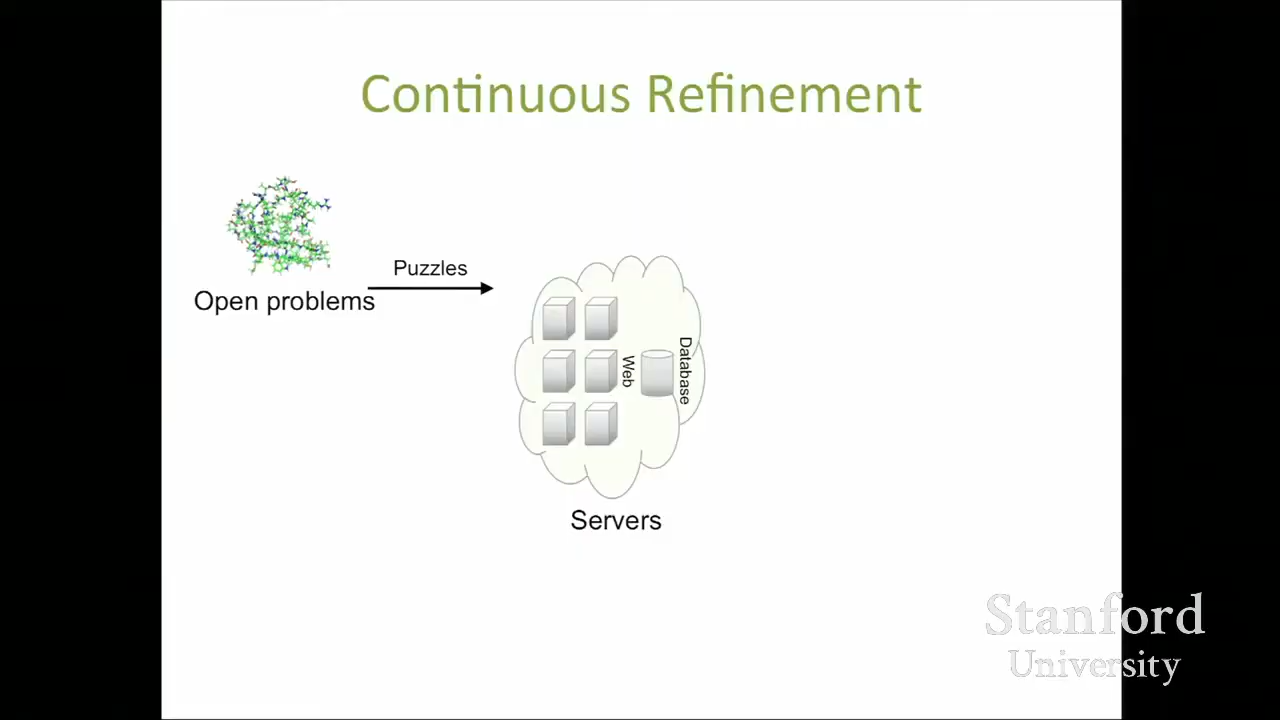 Continuous Refinement
Puzzles
Open problems
Web
Database
Servers
Stanford
University